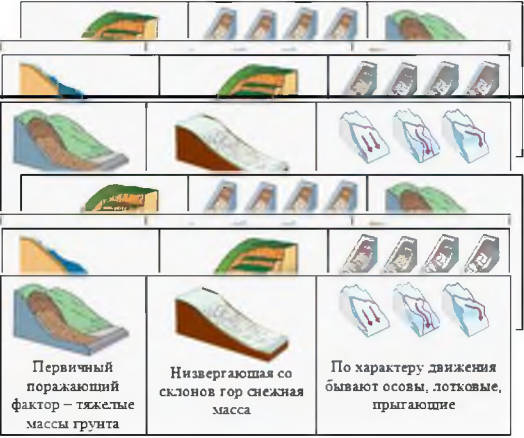 Первичный
поражающий
фактор – тяжелые
массы грунта
Низвергающая со
склонов гор снежная
масса
По характеру движения
бывают осовы, лотковые,
прыгающие